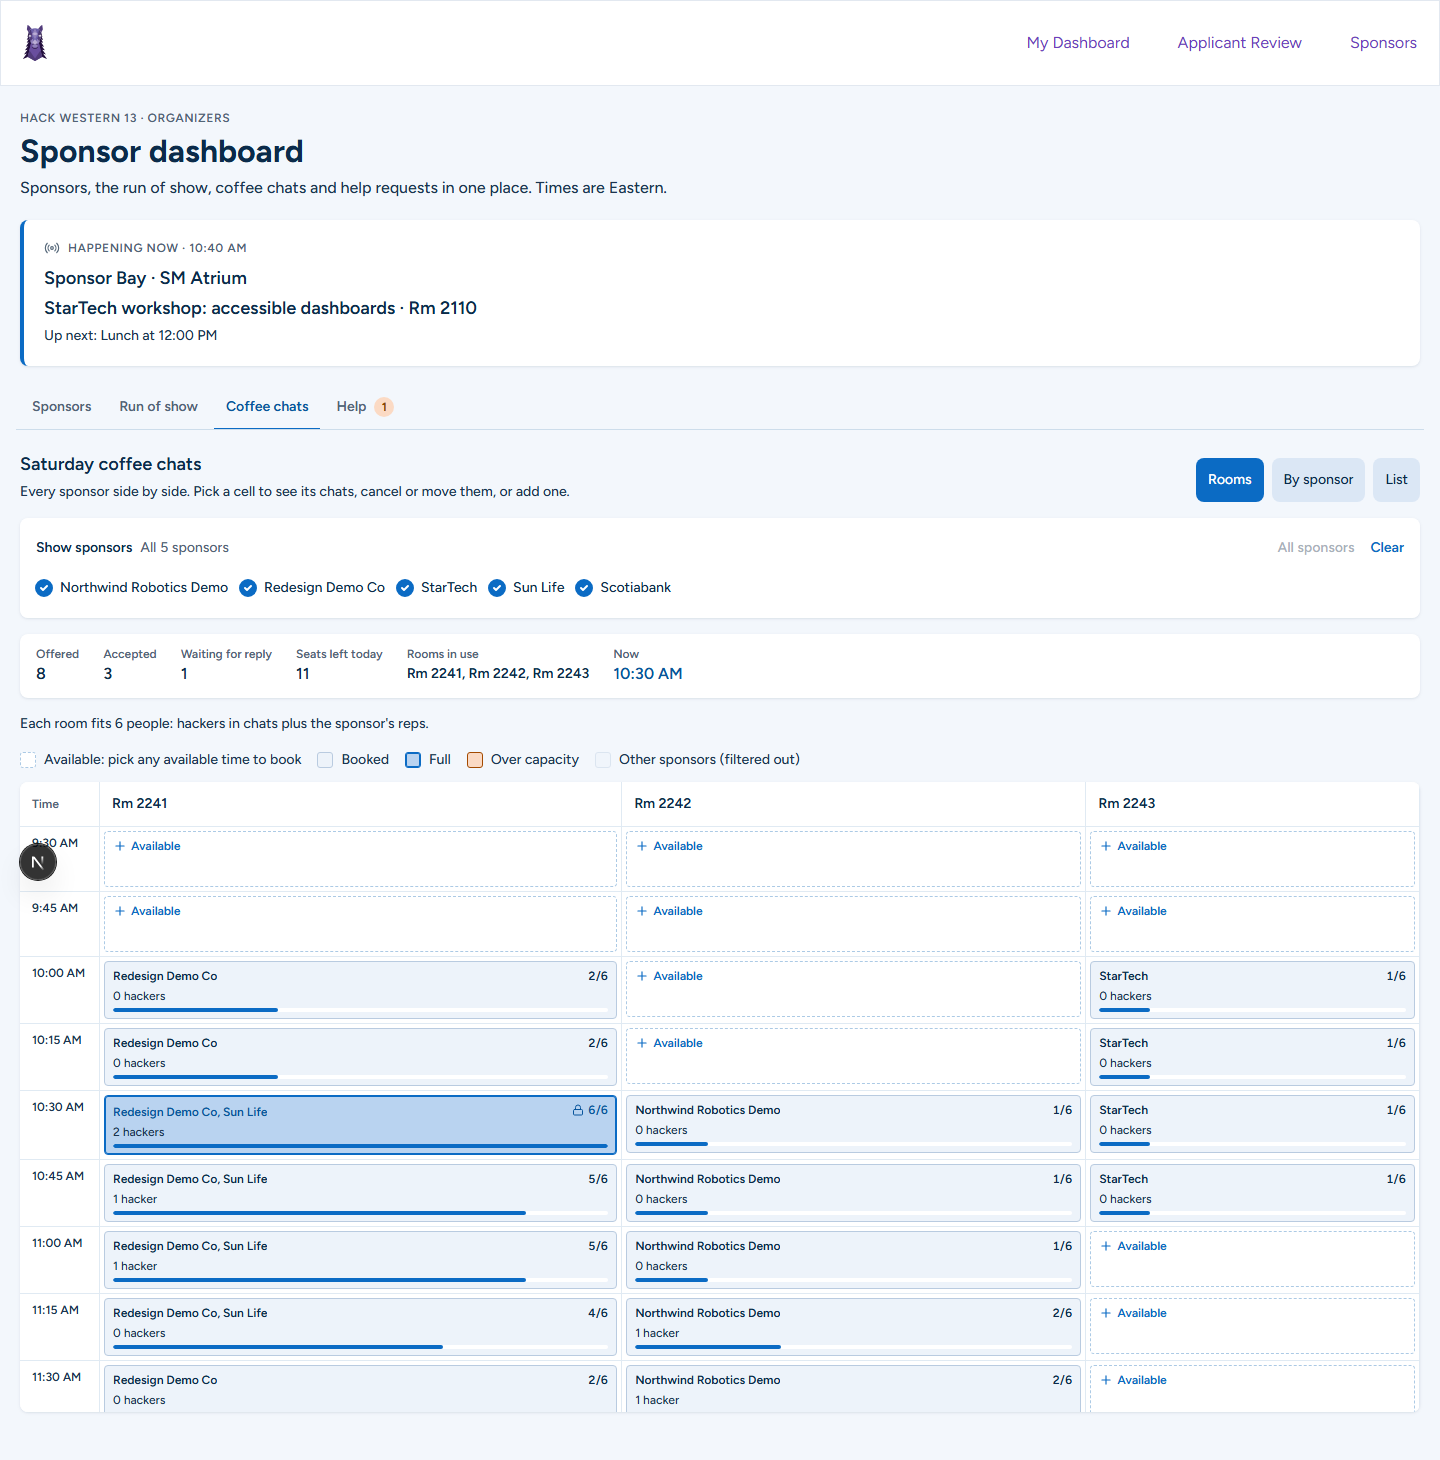 My Dashboard
Applicant Review
Sponsors
HACK WESTERN 13 · ORGANIZERS
Sponsor dashboard
Sponsors, the run of show, coffee chats and help requests in one place. Times are Eastern.
HAPPENING NOW · 10:40 AM
Sponsor Bay · SM Atrium
StarTech workshop: accessible dashboards · Rm 2110
Up next: Lunch at 12:00 PM
Sponsors
Run of show
Coffee chats
Help 1
Saturday coffee chats
Every sponsor side by side. Pick a cell to see its chats, cancel or move them, or add one.
Rooms
By sponsor
List
Show sponsors All 5 sponsors
All sponsors
Clear
Northwind Robotics Demo
Redesign Demo Co
StarTech
Sun Life
Scotiabank
Offered
8
Accepted
3
Waiting for reply
1
Seats left today
11
Rooms in use
Rm 2241, Rm 2242, Rm 2243
Now
10:30 AM
Each room fits 6 people: hackers in chats plus the sponsor's reps.
Available: pick any available time to book
Booked
Full
Over capacity
Other sponsors (filtered out)
Time
Rm 2241
Rm 2242
Rm 2243
9:30 AM
N
+ Available
+ Available
+ Available
9:45 AM
+ Available
+ Available
+ Available
10:00 AM
Redesign Demo Co 2/6
0 hackers
+ Available
StarTech 1/6
0 hackers
10:15 AM
Redesign Demo Co 2/6
0 hackers
+ Available
StarTech 1/6
0 hackers
10:30 AM
Redesign Demo Co, Sun Life 6/6
2 hackers
Northwind Robotics Demo 1/6
0 hackers
StarTech 1/6
0 hackers
10:45 AM
Redesign Demo Co, Sun Life 5/6
1 hacker
Northwind Robotics Demo 1/6
0 hackers
StarTech 1/6
0 hackers
11:00 AM
Redesign Demo Co, Sun Life 5/6
1 hacker
Northwind Robotics Demo 1/6
0 hackers
+ Available
11:15 AM
Redesign Demo Co, Sun Life 4/6
0 hackers
Northwind Robotics Demo 2/6
1 hacker
+ Available
11:30 AM
Redesign Demo Co 2/6
0 hackers
Northwind Robotics Demo 2/6
1 hacker
+ Available